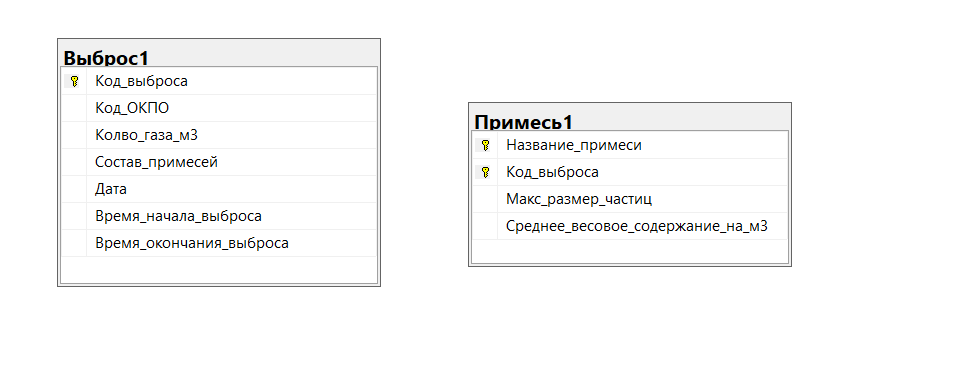 Выброс1
Код_выброса
Код_ОКПО
Колво_газа_м3
Состав_примесей
Дата
Время_начала_выброса
Время_окончания_выброса
Примесь1
Название_примеси
Код_выброса
Макс_размер_частиц
Среднее_весовое_содержание_на_м3